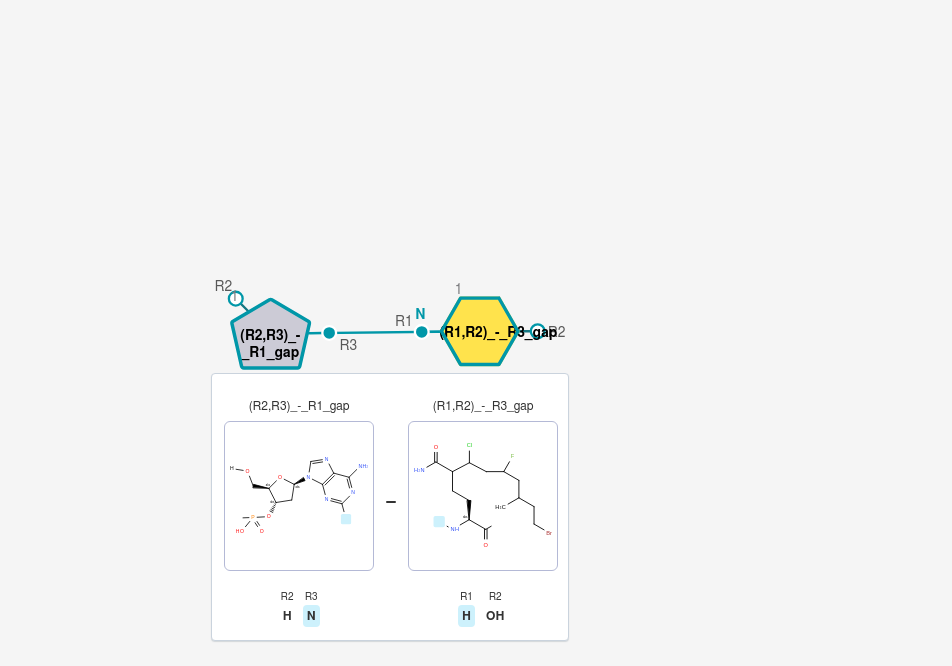 R2
1
1
N
R1
(R1,R2)_-_R3_gap
R2
(R2,R3)_-
_R1_gap
R3
(R2,R3)_-_R1_gap
(R1,R2)_-_R3_gap
H
O
O
N
N
N
N
NH₂
O
P
HO
O
O
H₂N
Cl
F
H₃C
Br
NH
O
–
R2 R3
H N
R1 R2
H OH